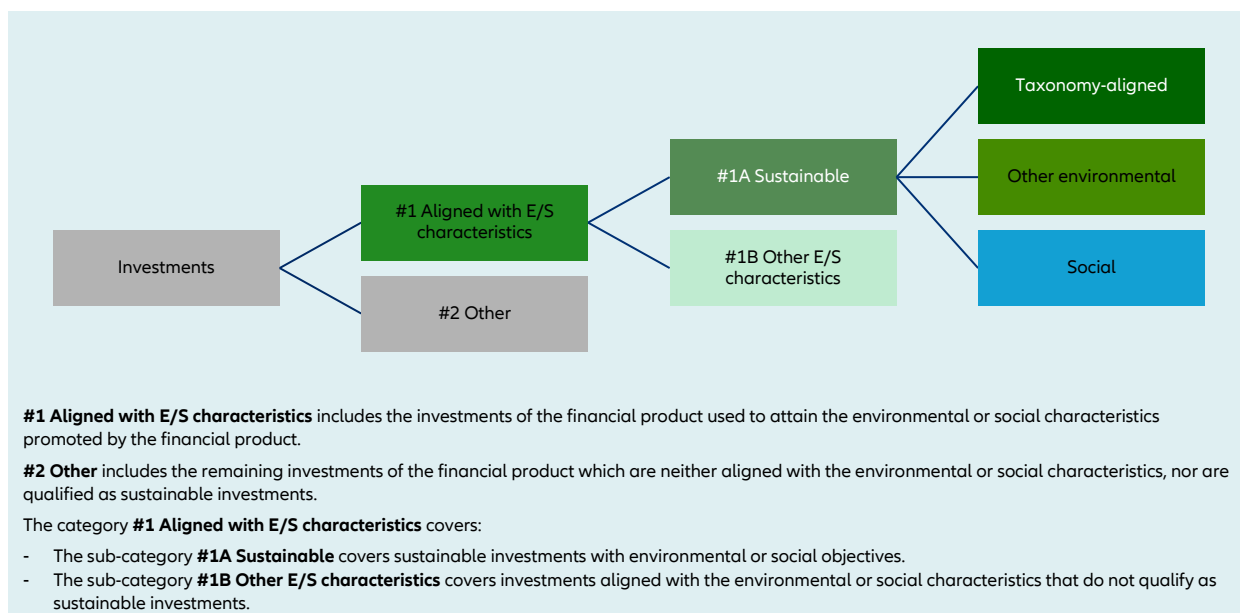 Taxonomy-aligned
#1A Sustainable
Other environmental
#1 Aligned with E/S
characteristics
Investments
#1B Other E/S
characteristics
Social
#2 Other
#1 Aligned with E/S characteristics includes the investments of the financial product used to attain the environmental or social characteristics
promoted by the financial product.
#2 Other includes the remaining investments of the financial product which are neither aligned with the environmental or social characteristics, nor are
qualified as sustainable investments.
The category #1 Aligned with E/S characteristics covers:
- The sub-category #1A Sustainable covers sustainable investments with environmental or social objectives.
- The sub-category #1B Other E/S characteristics covers investments aligned with the environmental or social characteristics that do not qualify as
sustainable investments.